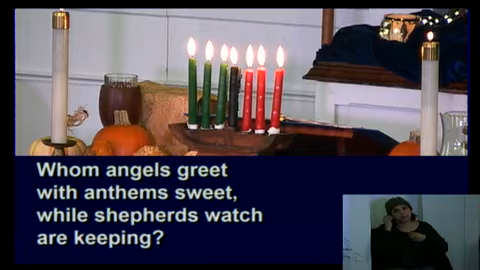 Whom angels greet
with anthems sweet,
while shepherds watch
are keeping?